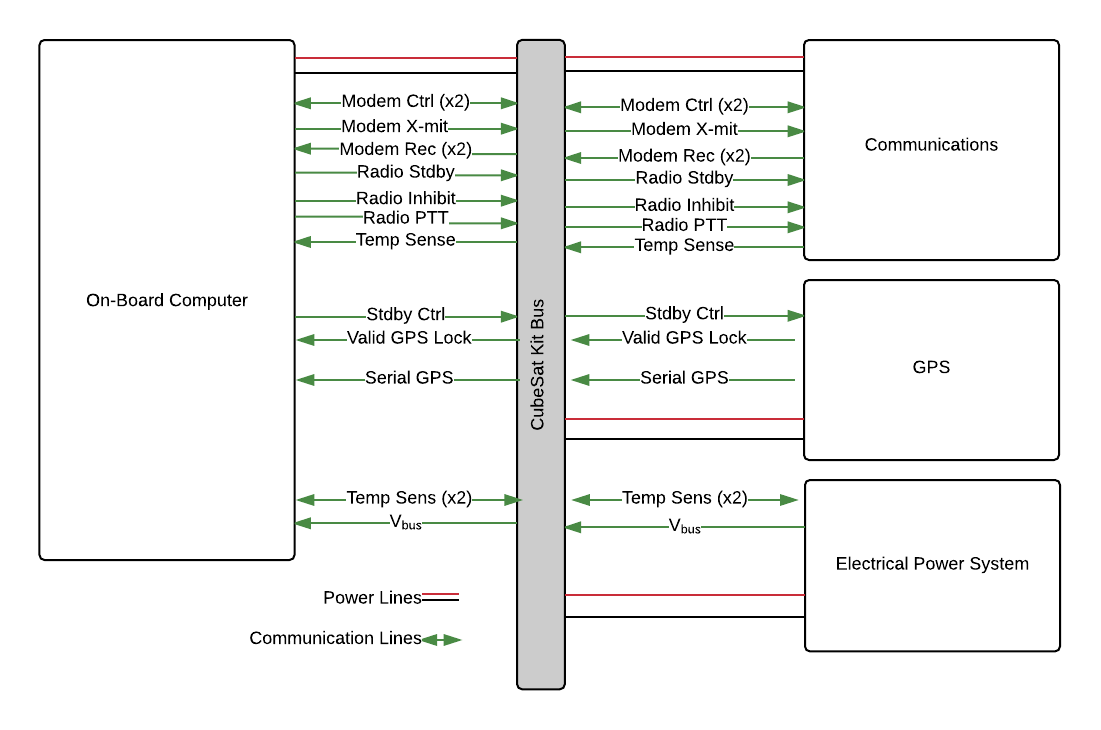 On-Board Computer
Modem Ctrl (x2)
Modem X-mit
Modem Rec (x2)
Radio Stdby
Radio Inhibit
Radio PTT
Temp Sense
Stdby Ctrl
Valid GPS Lock
Serial GPS
Temp Sens (x2)
Vbus
Power Lines
Communication Lines
CubeSat Kit Bus
Modem Ctrl (x2)
Modem X-mit
Modem Rec (x2)
Radio Stdby
Radio Inhibit
Radio PTT
Temp Sense
Stdby Ctrl
Valid GPS Lock
Serial GPS
Temp Sens (x2)
Vbus
Communications
GPS
Electrical Power System